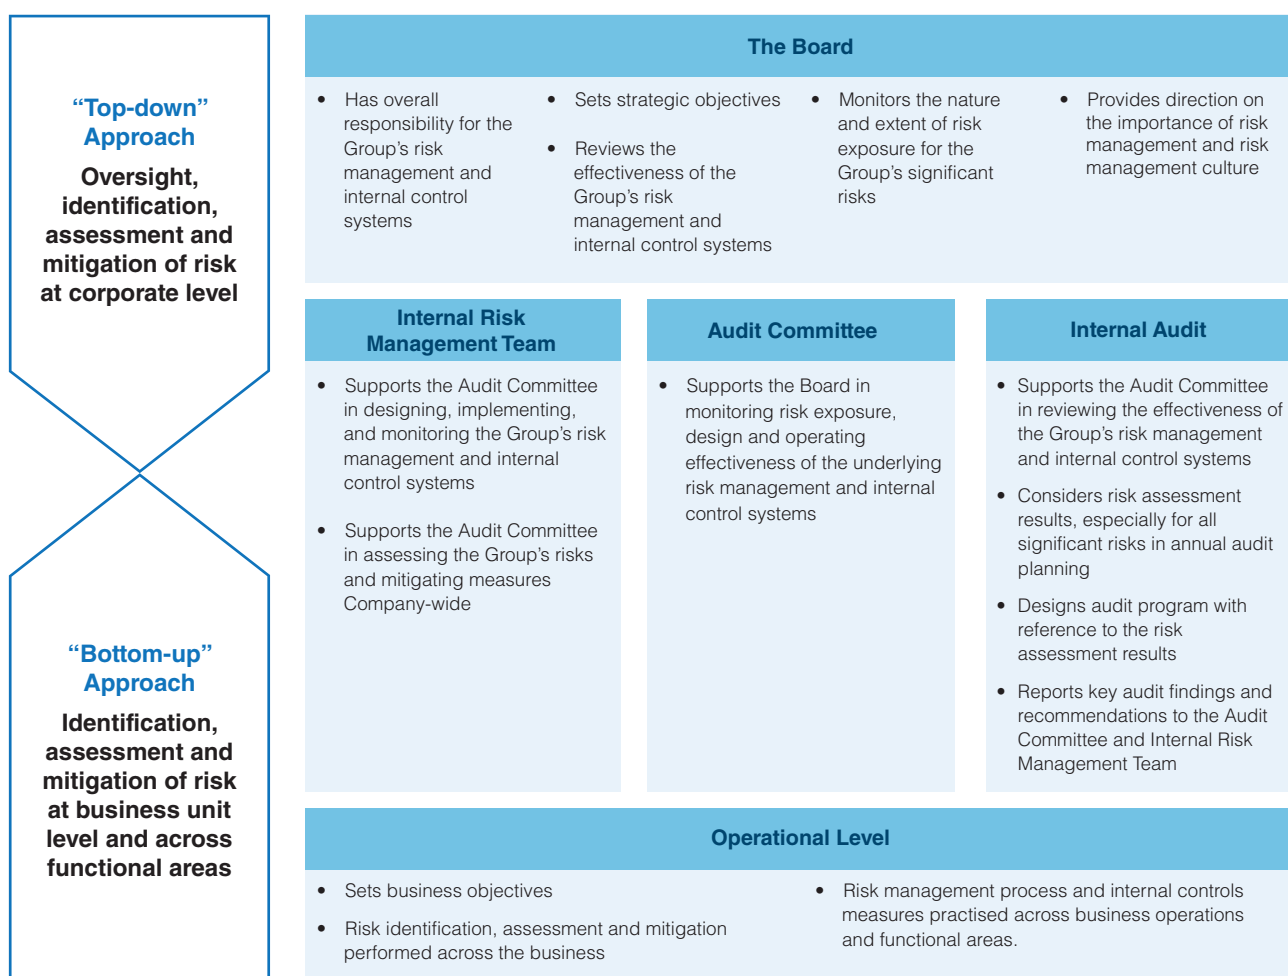 “Top-down”
Approach
Oversight,
identification,
assessment and
mitigation of risk
at corporate level
“Bottom-up”
Approach
Identification,
assessment and
mitigation of risk
at business unit
level and across
functional areas
The Board
• Has overall
responsibility for the
Group’s risk
management and
internal control
systems
• Sets strategic objectives
• Reviews the
effectiveness of the
Group’s risk
management and
internal control systems
• Monitors the nature
and extent of risk
exposure for the
Group’s significant
risks
• Provides direction on
the importance of risk
management and risk
management culture
Internal Risk
Management Team
• Supports the Audit Committee
in designing, implementing,
and monitoring the Group’s risk
management and internal
control systems
• Supports the Audit Committee
in assessing the Group’s risks
and mitigating measures
Company-wide
Audit Committee
• Supports the Board in
monitoring risk exposure,
design and operating
effectiveness of the underlying
risk management and internal
control systems
Internal Audit
• Supports the Audit Committee
in reviewing the effectiveness of
the Group’s risk management
and internal control systems
• Considers risk assessment
results, especially for all
significant risks in annual audit
planning
• Designs audit program with
reference to the risk
assessment results
• Reports key audit findings and
recommendations to the Audit
Committee and Internal Risk
Management Team
Operational Level
• Sets business objectives
• Risk identification, assessment and mitigation
performed across the business
• Risk management process and internal controls
measures practised across business operations
and functional areas.